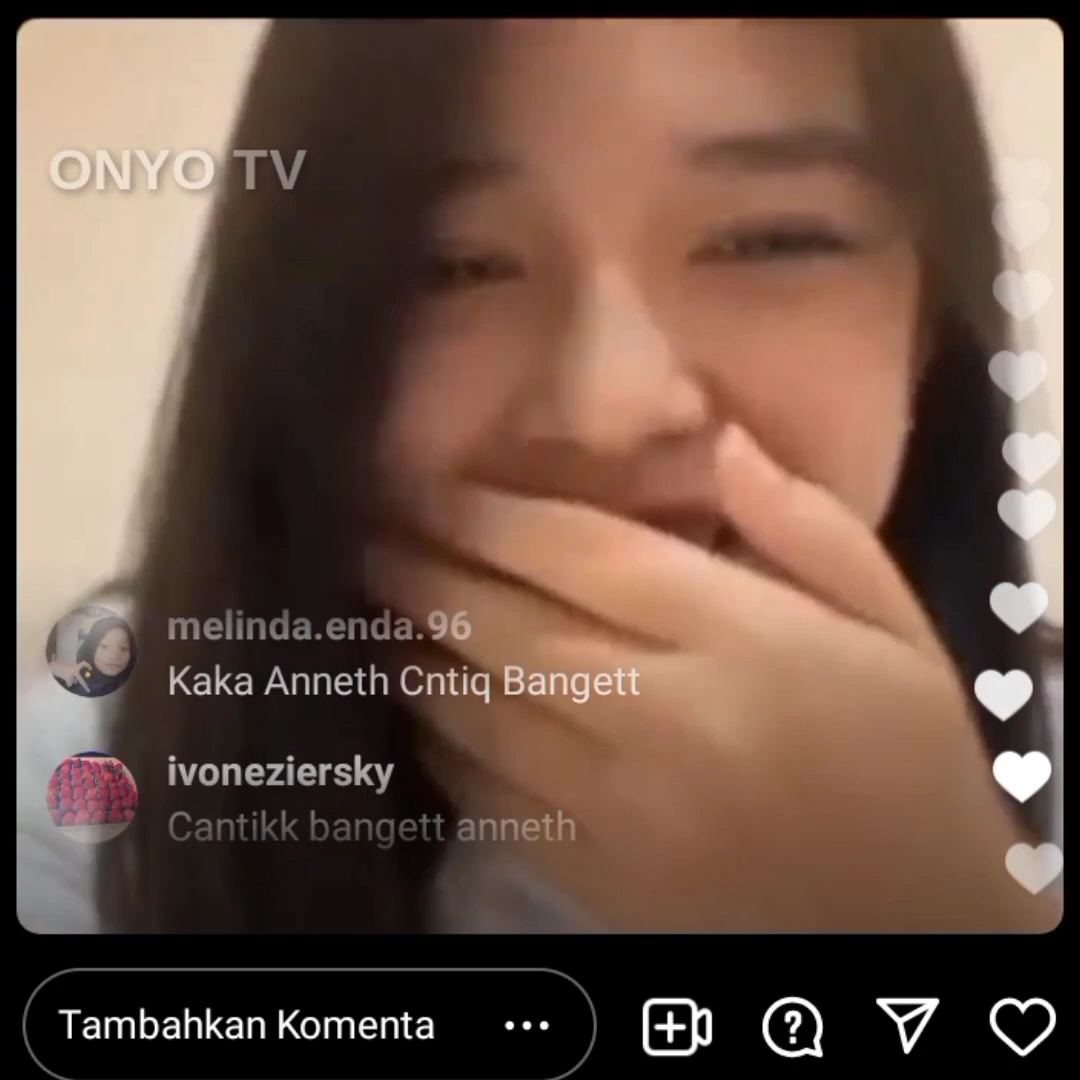 ONYO TV
melinda.enda.96
Kaka Anneth Cntiq Bangett
ivoneziersky
Cantikk bangett anneth
Tambahkan Komenta